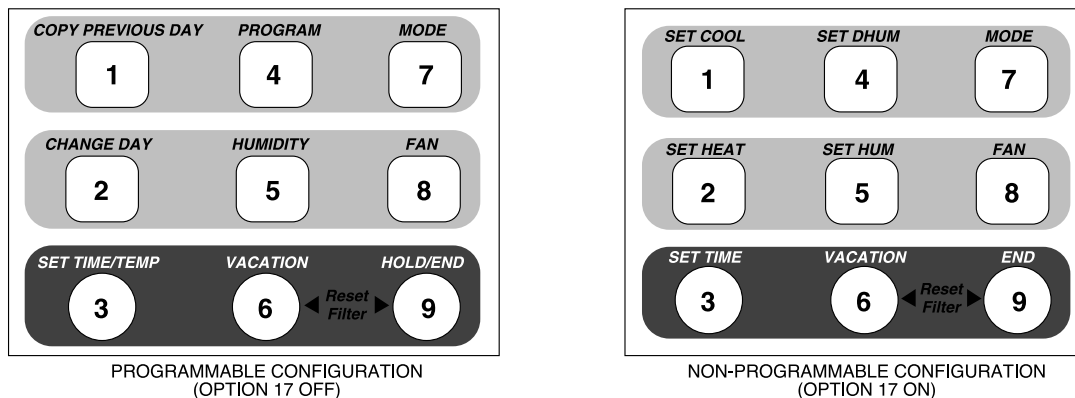 COPY PREVIOUS DAY PROGRAM MODE
1 4 7
CHANGE DAY HUMIDITY FAN
2 5 8
SET TIME/TEMP VACATION HOLD/END
3 6 Reset Filter 9
PROGRAMMABLE CONFIGURATION
(OPTION 17 OFF)
SET COOL SET DHUM MODE
1 4 7
SET HEAT SET HUM FAN
2 5 8
SET TIME VACATION END
3 6 Reset Filter 9
NON-PROGRAMMABLE CONFIGURATION
(OPTION 17 ON)